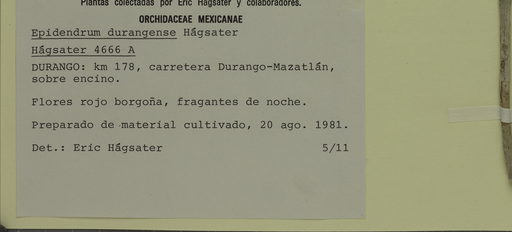 Plantas colectadas por Eric Hágsater y colaboradores.
ORCHIDACEAE MEXICANAE
Epidendrum durangense Hágsater
Hágsater 4666 A
DURANGO: km 178, carretera Durango-Mazatlán,
sobre encino.
Flores rojo borgoña, fragantes de noche.
Preparado de material cultivado, 20 ago. 1981.
Det.: Eric Hágsater 5/11